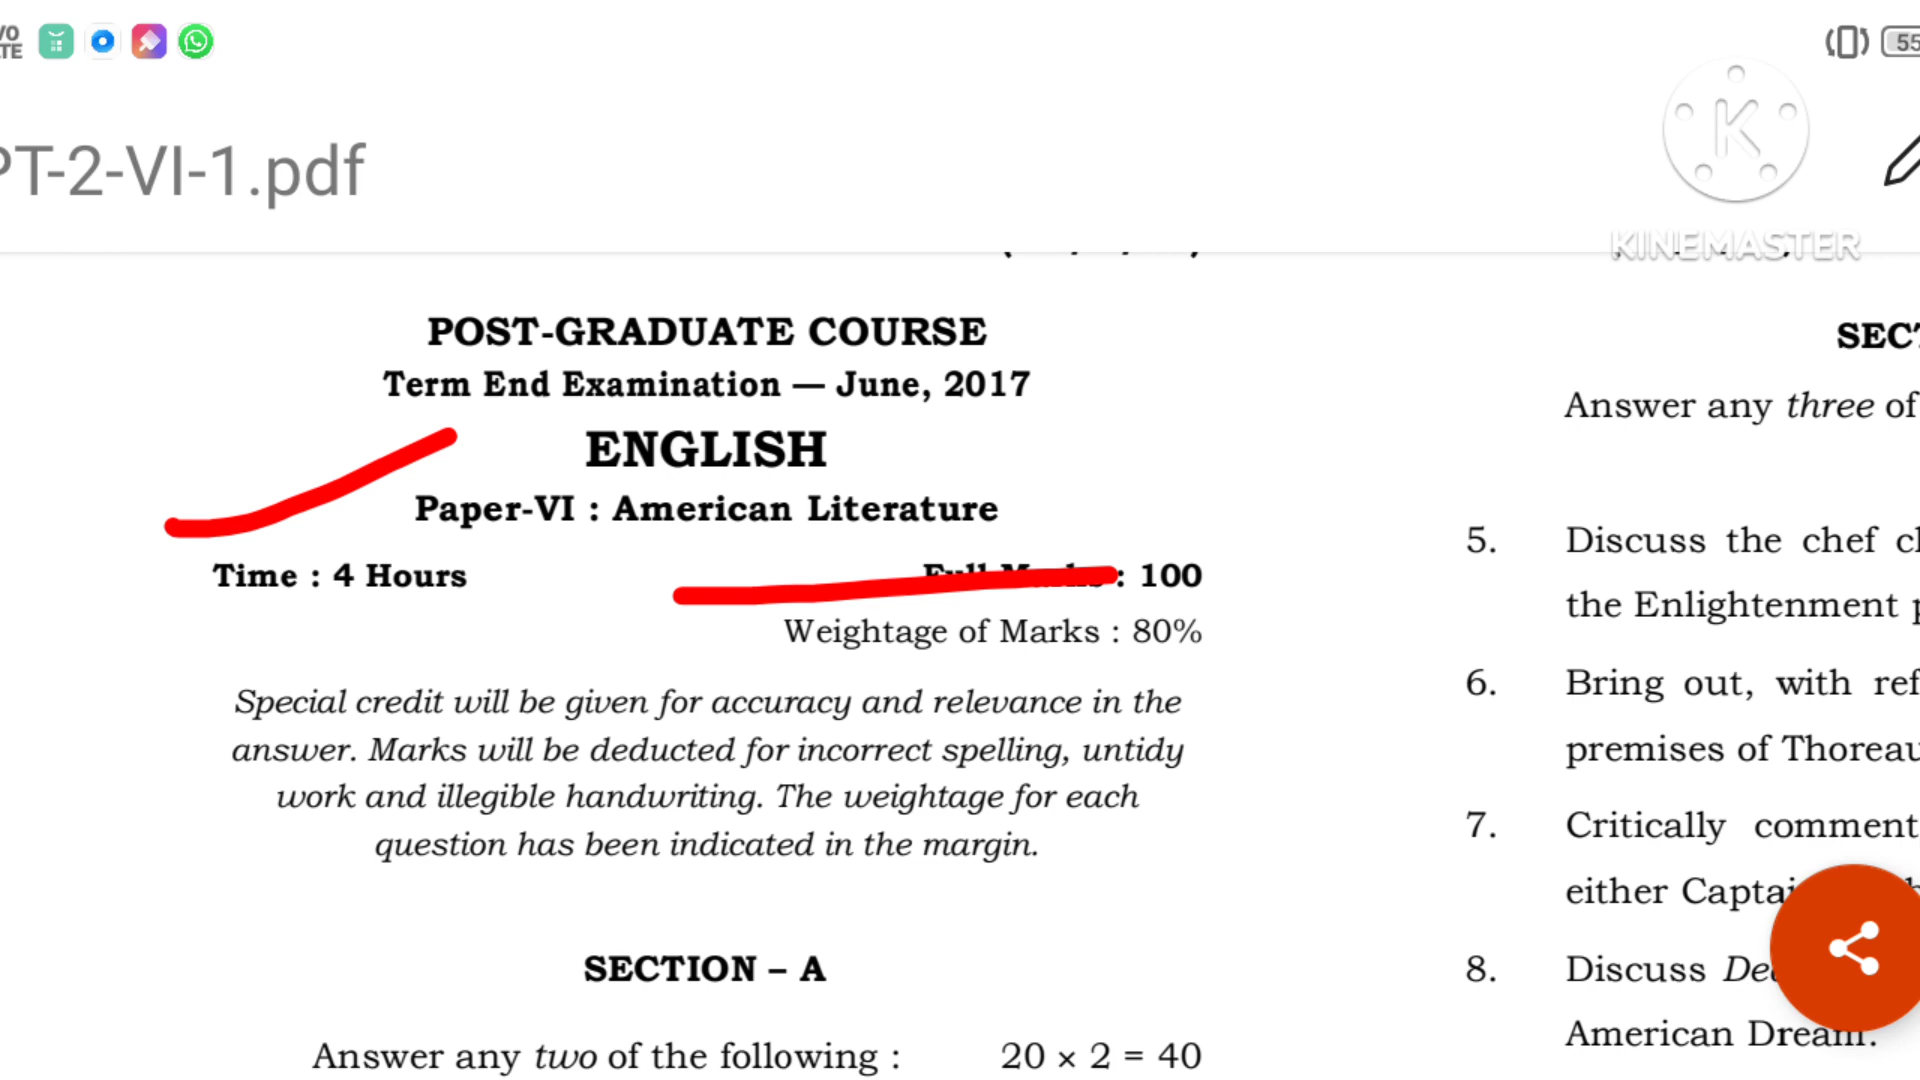 PT-2-VI-1.pdf
55
KINEMASTER
POST-GRADUATE COURSE
Term End Examination — June, 2017
ENGLISH
Paper-VI : American Literature
Time : 4 Hours
Full Marks : 100
Weightage of Marks : 80%
Special credit will be given for accuracy and relevance in the
answer. Marks will be deducted for incorrect spelling, untidy
work and illegible handwriting. The weightage for each
question has been indicated in the margin.
SECTION – A
Answer any two of the following :
20 × 2 = 40
Answer any three of
5. Discuss the chef
the Enlightenment
6. Bring out, with
premises of
7. Critically comment
either
8. Discuss
American Dream.